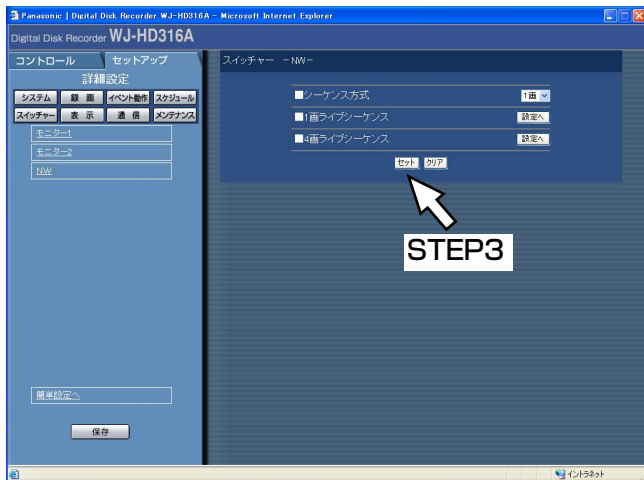 Panasonic | Digital Disk Recorder WJ-HD316A - Microsoft Internet Explorer
Digital Disk Recorder WJ-HD316A
コントロール セットアップ
詳細設定
システム 録 画 イベント動作 スケジュール
スイッチャー 表 示 通 信 メンテナンス
モニター1
モニター2
NW
簡単設定へ
保存
スイッチャー －NW－
■シーケンス方式 1画
■1画ライブシーケンス 設定へ
■4画ライブシーケンス 設定へ
セット クリア
STEP3
イントラネット